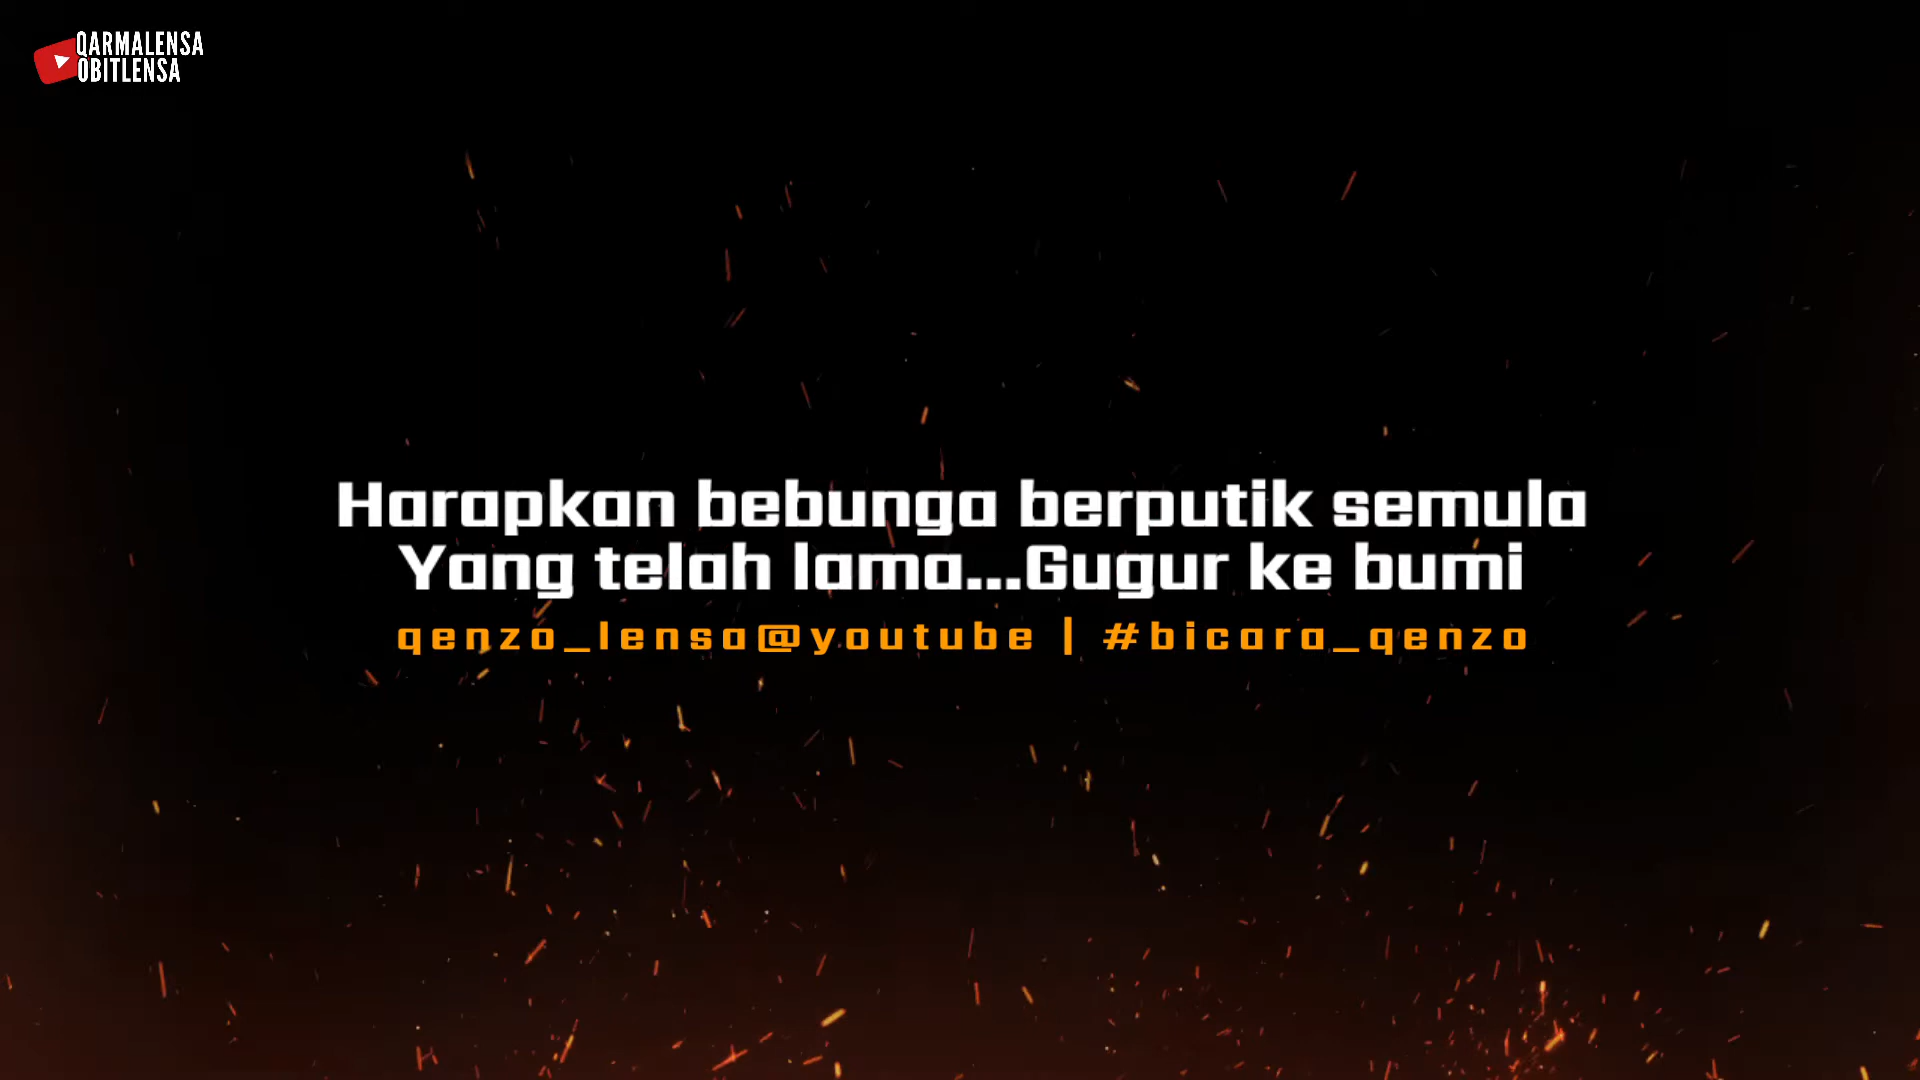 QARMALENSA
OBITLENSA
Harapkan bebunga berputik semula
Yang telah lama...Gugur ke bumi
qenzo_lensa@youtube | #bicara_qenzo